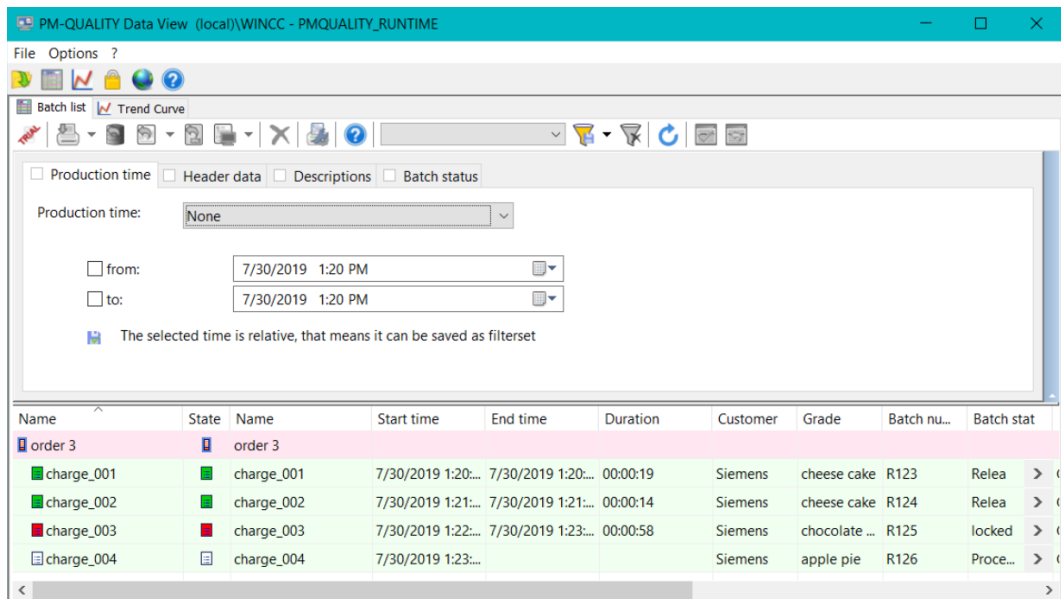 PM-QUALITY Data View (local)\WINCC - PMQUALITY_RUNTIME
File Options ?
Batch list Trend Curve
TRIAL
Production time Header data Descriptions Batch status
Production time: None
from: 7/30/2019 1:20 PM
to: 7/30/2019 1:20 PM
The selected time is relative, that means it can be saved as filterset
Name State Name Start time End time Duration Customer Grade Batch nu... Batch stat
order 3 order 3
charge_001 charge_001 7/30/2019 1:20:... 7/30/2019 1:20:... 00:00:19 Siemens cheese cake R123 Relea
charge_002 charge_002 7/30/2019 1:21:... 7/30/2019 1:21:... 00:00:14 Siemens cheese cake R124 Relea
charge_003 charge_003 7/30/2019 1:22:... 7/30/2019 1:23:... 00:00:58 Siemens chocolate ... R125 locked
charge_004 charge_004 7/30/2019 1:23:... Siemens apple pie R126 Proce...